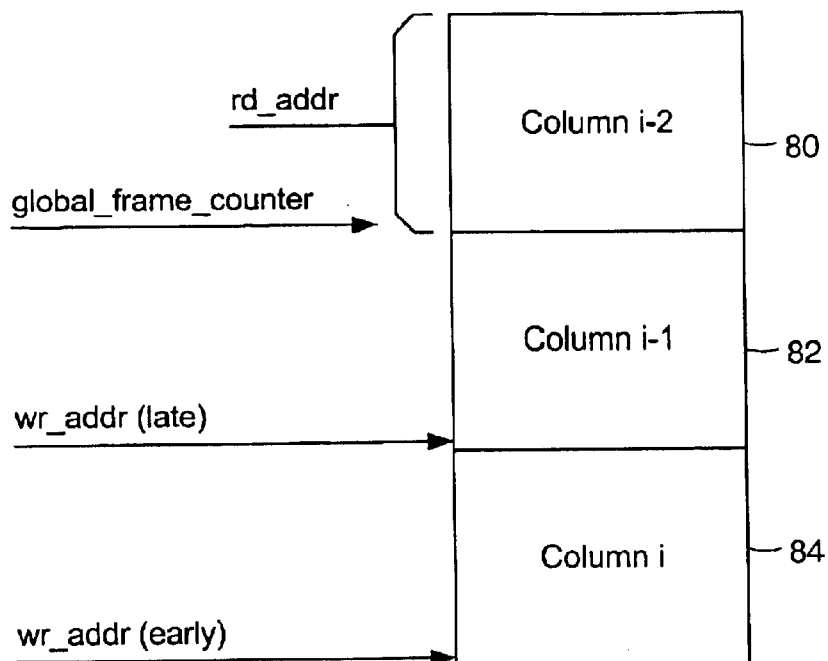 rd_addr
Column i-2
80
global_frame_counter
Column i-1
82
wr_addr (late)
Column i
84
wr_addr (early)